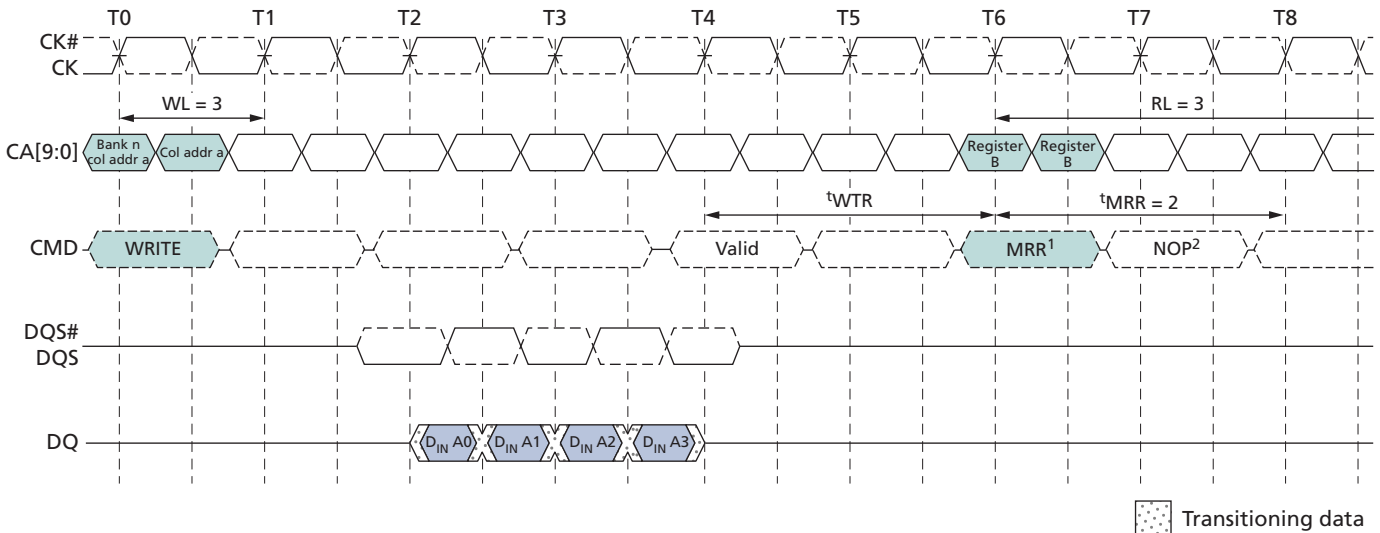 T0 T1 T2 T3 T4 T5 T6 T7 T8
CK#
CK
WL = 3
RL = 3
CA[9:0]
Bank n
col addr a
Col addr a
Register
B
Register
B
tWTR
tMRR = 2
CMD
WRITE
Valid
MRR1
NOP2
DQS#
DQS
DQ
DIN A0
DIN A1
DIN A2
DIN A3
Transitioning data